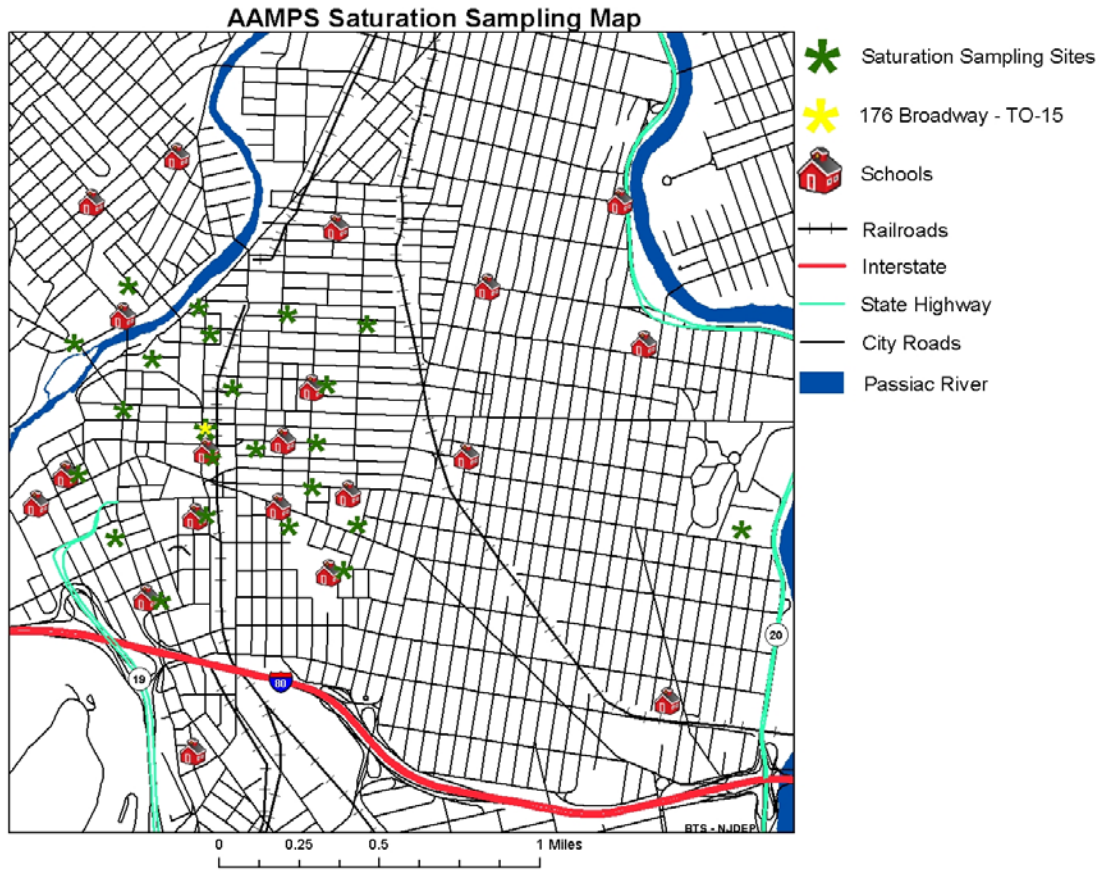 AAMPS Saturation Sampling Map
Saturation Sampling Sites
176 Broadway - TO-15
Schools
Railroads
Interstate
State Highway
City Roads
Passiac River
20
19
80
BTS - NJDEP
0 0.25 0.5 1 Miles